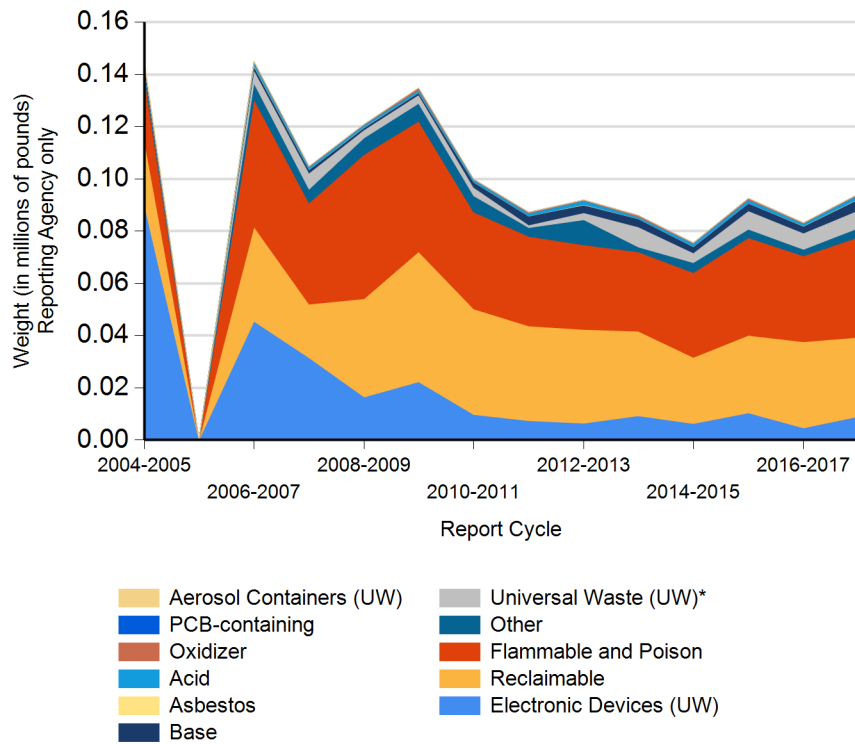 Weight (in millions of pounds)
Reporting Agency only
0.16
0.14
0.12
0.10
0.08
0.06
0.04
0.02
0.00
2004-2005
2006-2007
2008-2009
2010-2011
2012-2013
2014-2015
2016-2017
Report Cycle
Aerosol Containers (UW)
PCB-containing
Oxidizer
Acid
Asbestos
Base
Universal Waste (UW)*
Other
Flammable and Poison
Reclaimable
Electronic Devices (UW)